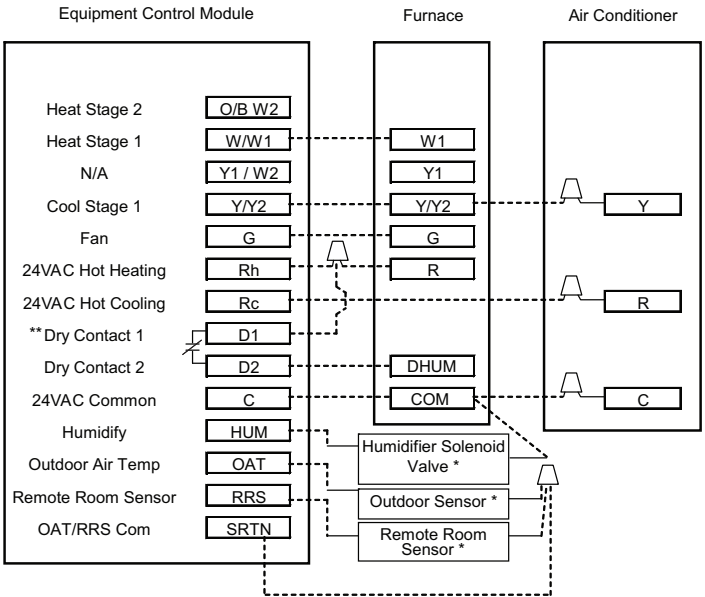 Equipment Control Module Furnace Air Conditioner
Heat Stage 2 O/B W2
Heat Stage 1 W/W1 W1
N/A Y1 / W2 Y1
Cool Stage 1 Y/Y2 Y/Y2 Y
Fan G G
24VAC Hot Heating Rh R
24VAC Hot Cooling Rc R
**Dry Contact 1 D1
Dry Contact 2 D2 DHUM
24VAC Common C COM C
Humidify HUM
Humidifier Solenoid
Valve *
Outdoor Air Temp OAT
Outdoor Sensor *
Remote Room Sensor RRS
OAT/RRS Com SRTN
Remote Room
Sensor *